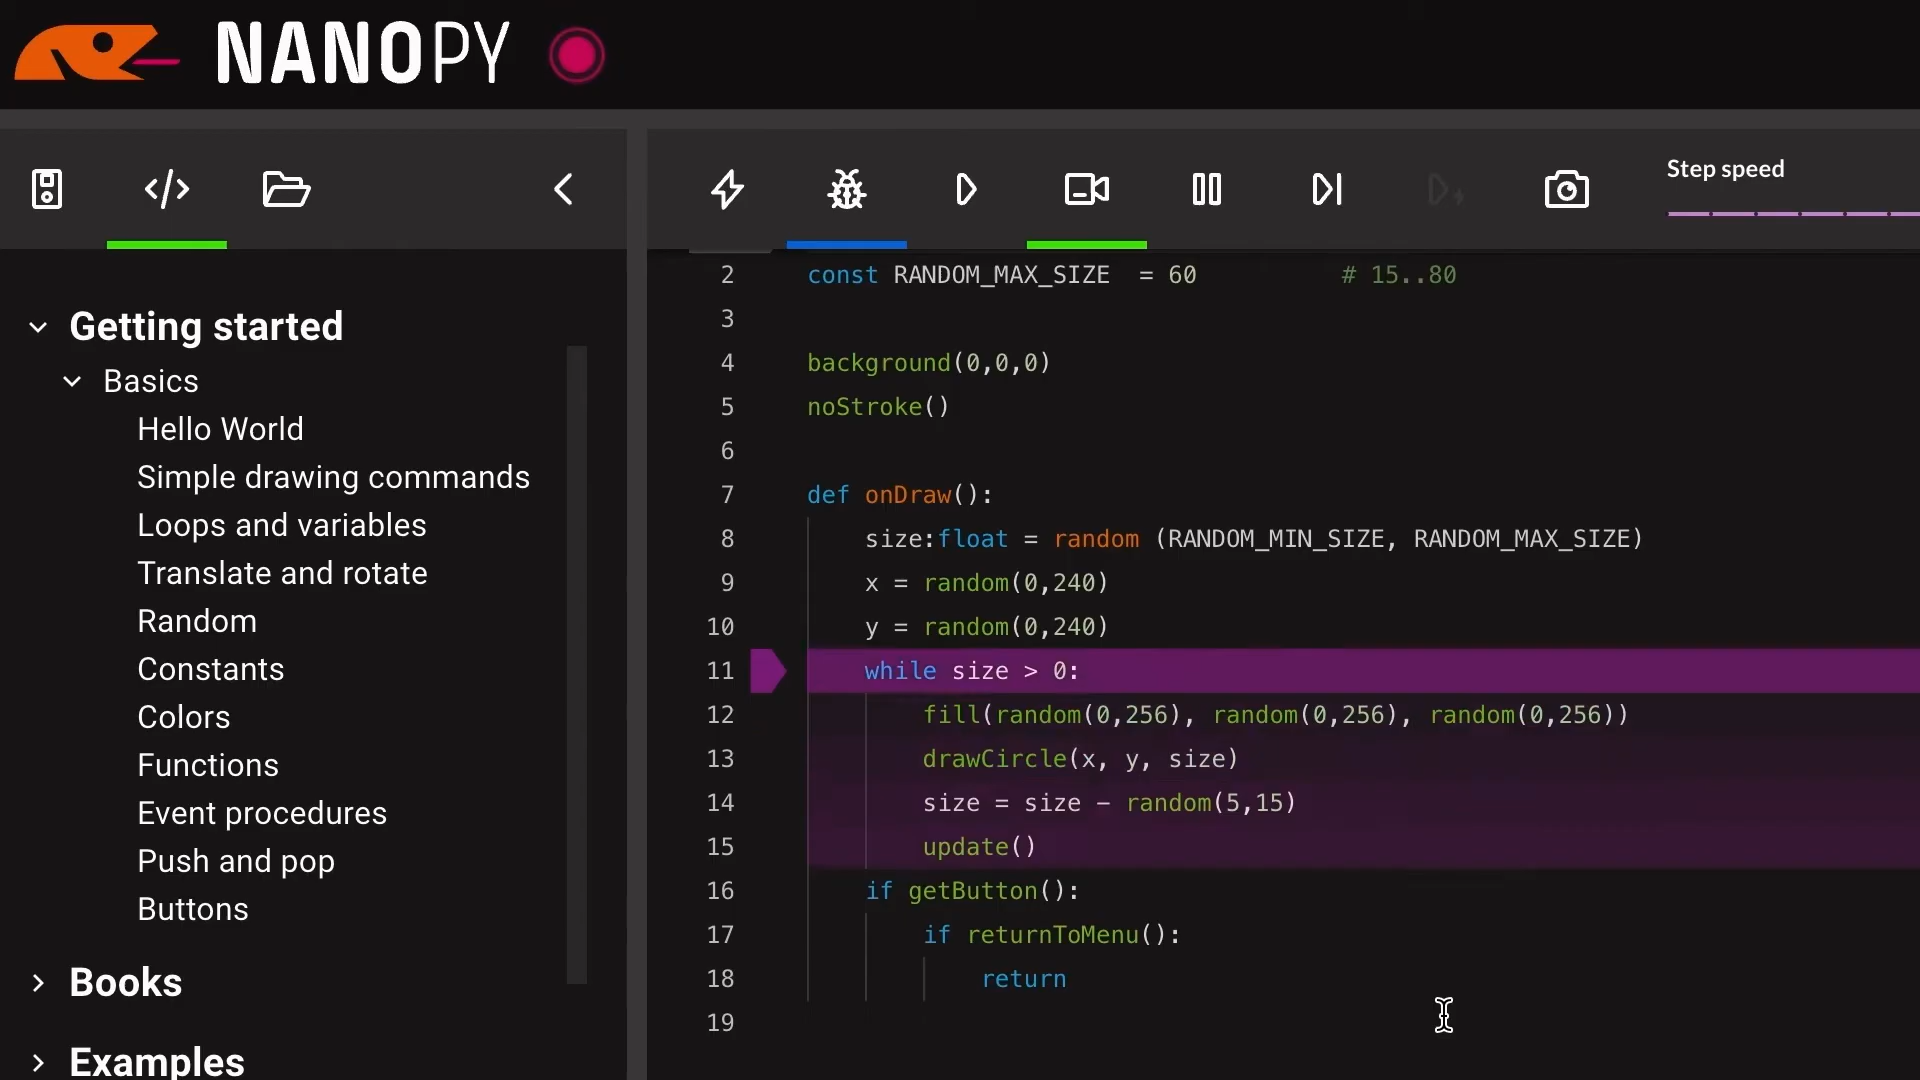 NANOPY
Step speed
Getting started
Basics
Hello World
Simple drawing commands
Loops and variables
Translate and rotate
Random
Constants
Colors
Functions
Event procedures
Push and pop
Buttons
Books
Examples
2 const RANDOM_MAX_SIZE = 60 # 15..80
3
4 background(0,0,0)
5 noStroke()
6
7 def onDraw():
8 size:float = random (RANDOM_MIN_SIZE, RANDOM_MAX_SIZE)
9 x = random(0,240)
10 y = random(0,240)
11 while size > 0:
12 fill(random(0,256), random(0,256), random(0,256))
13 drawCircle(x, y, size)
14 size = size − random(5,15)
15 update()
16 if getButton():
17 if returnToMenu():
18 return
19